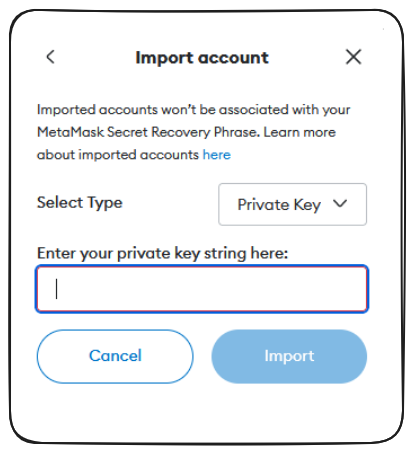 Import account
Imported accounts won't be associated with your
MetaMask Secret Recovery Phrase. Learn more
about imported accounts here
Select Type
Private Key
Enter your private key string here:
Cancel
Import